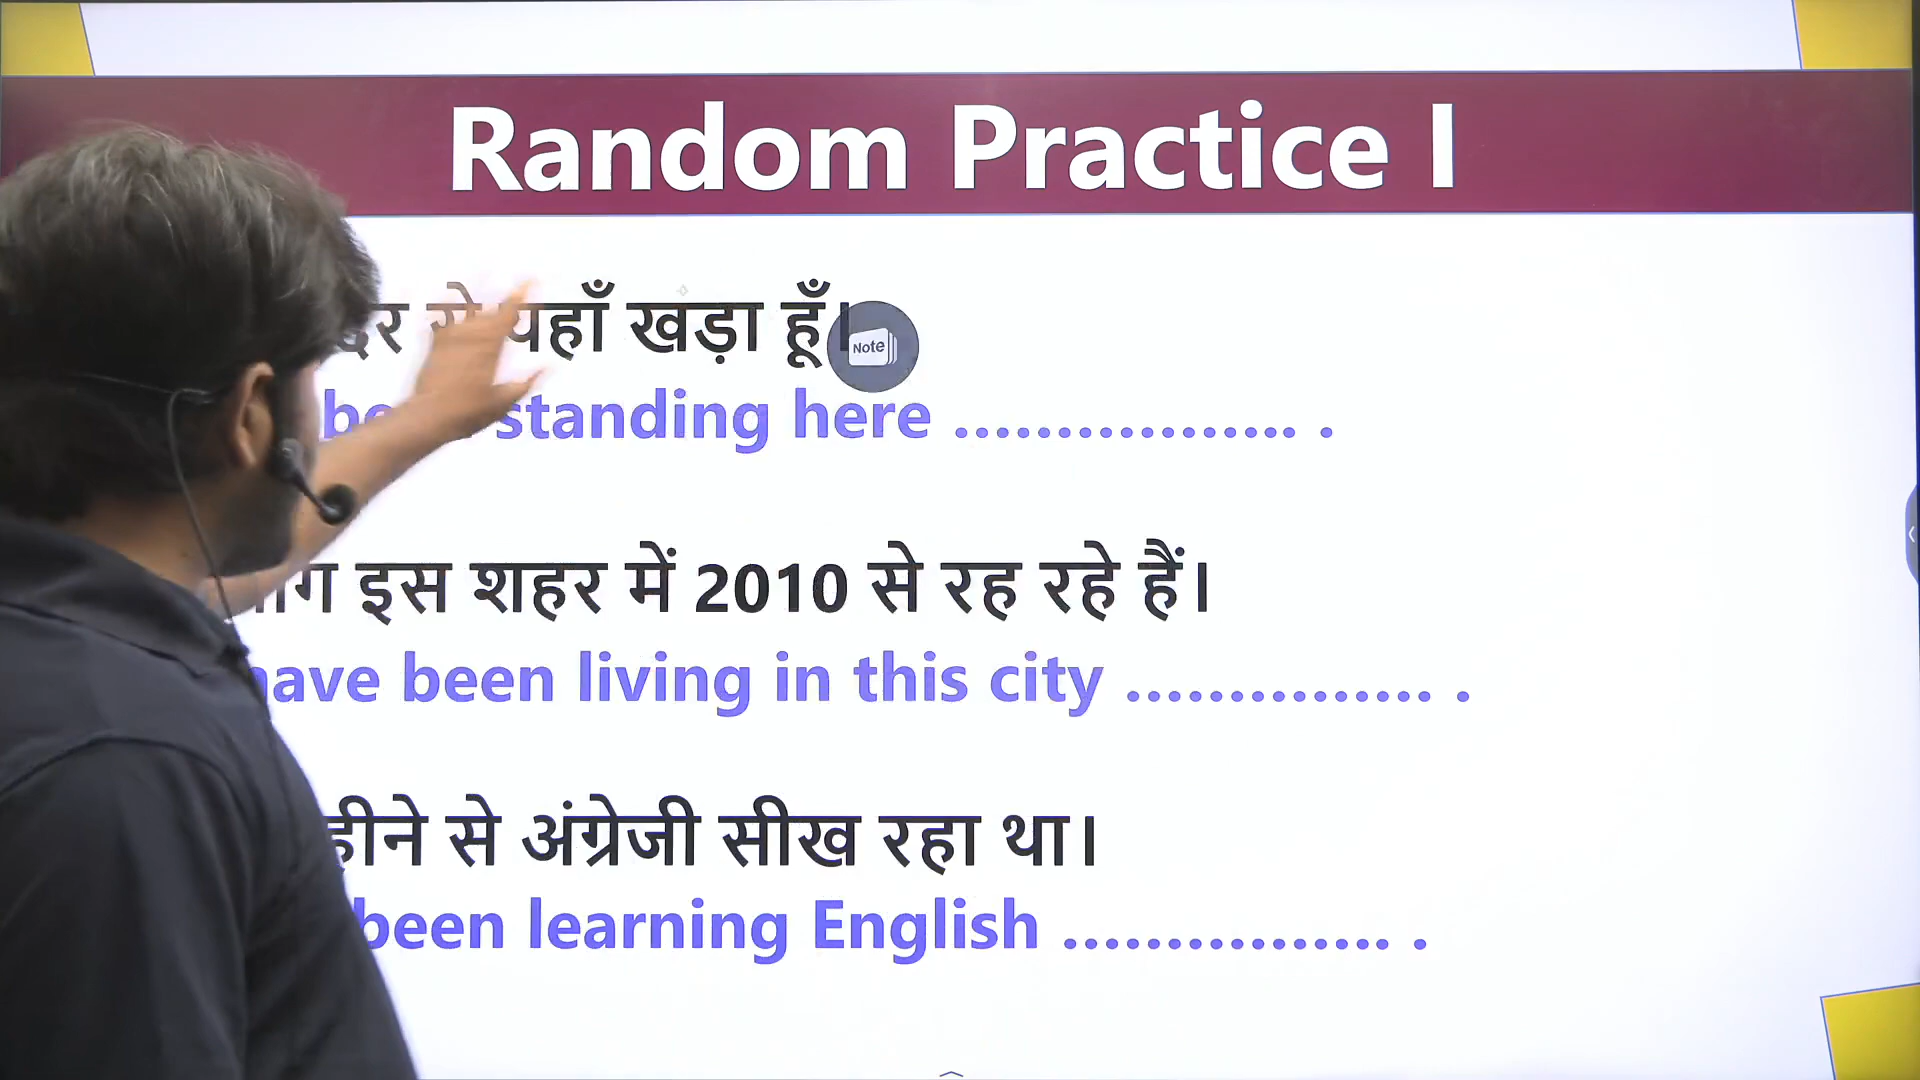 Random Practice I
यहाँ खड़ा हूँ।
Note
standing here ................. .
इस शहर में 2010 से रह रहे हैं।
have been living in this city ............... .
से अंग्रेजी सीख रहा था।
been learning English ................ .